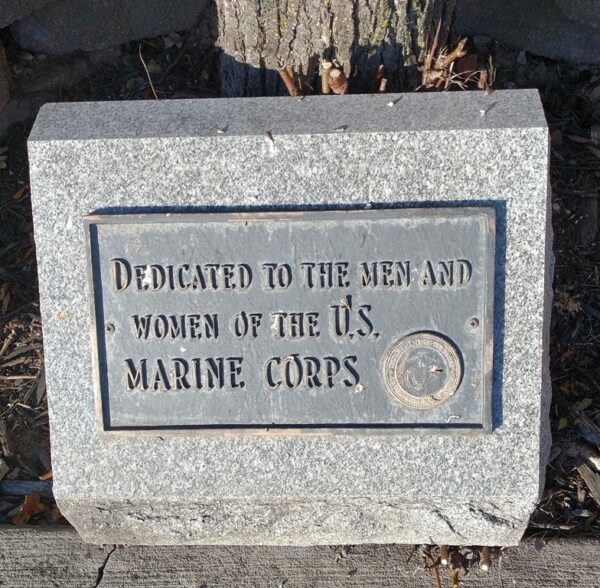 DEDICATED TO THE MEN AND
WOMEN OF THE U.S.
MARINE CORPS